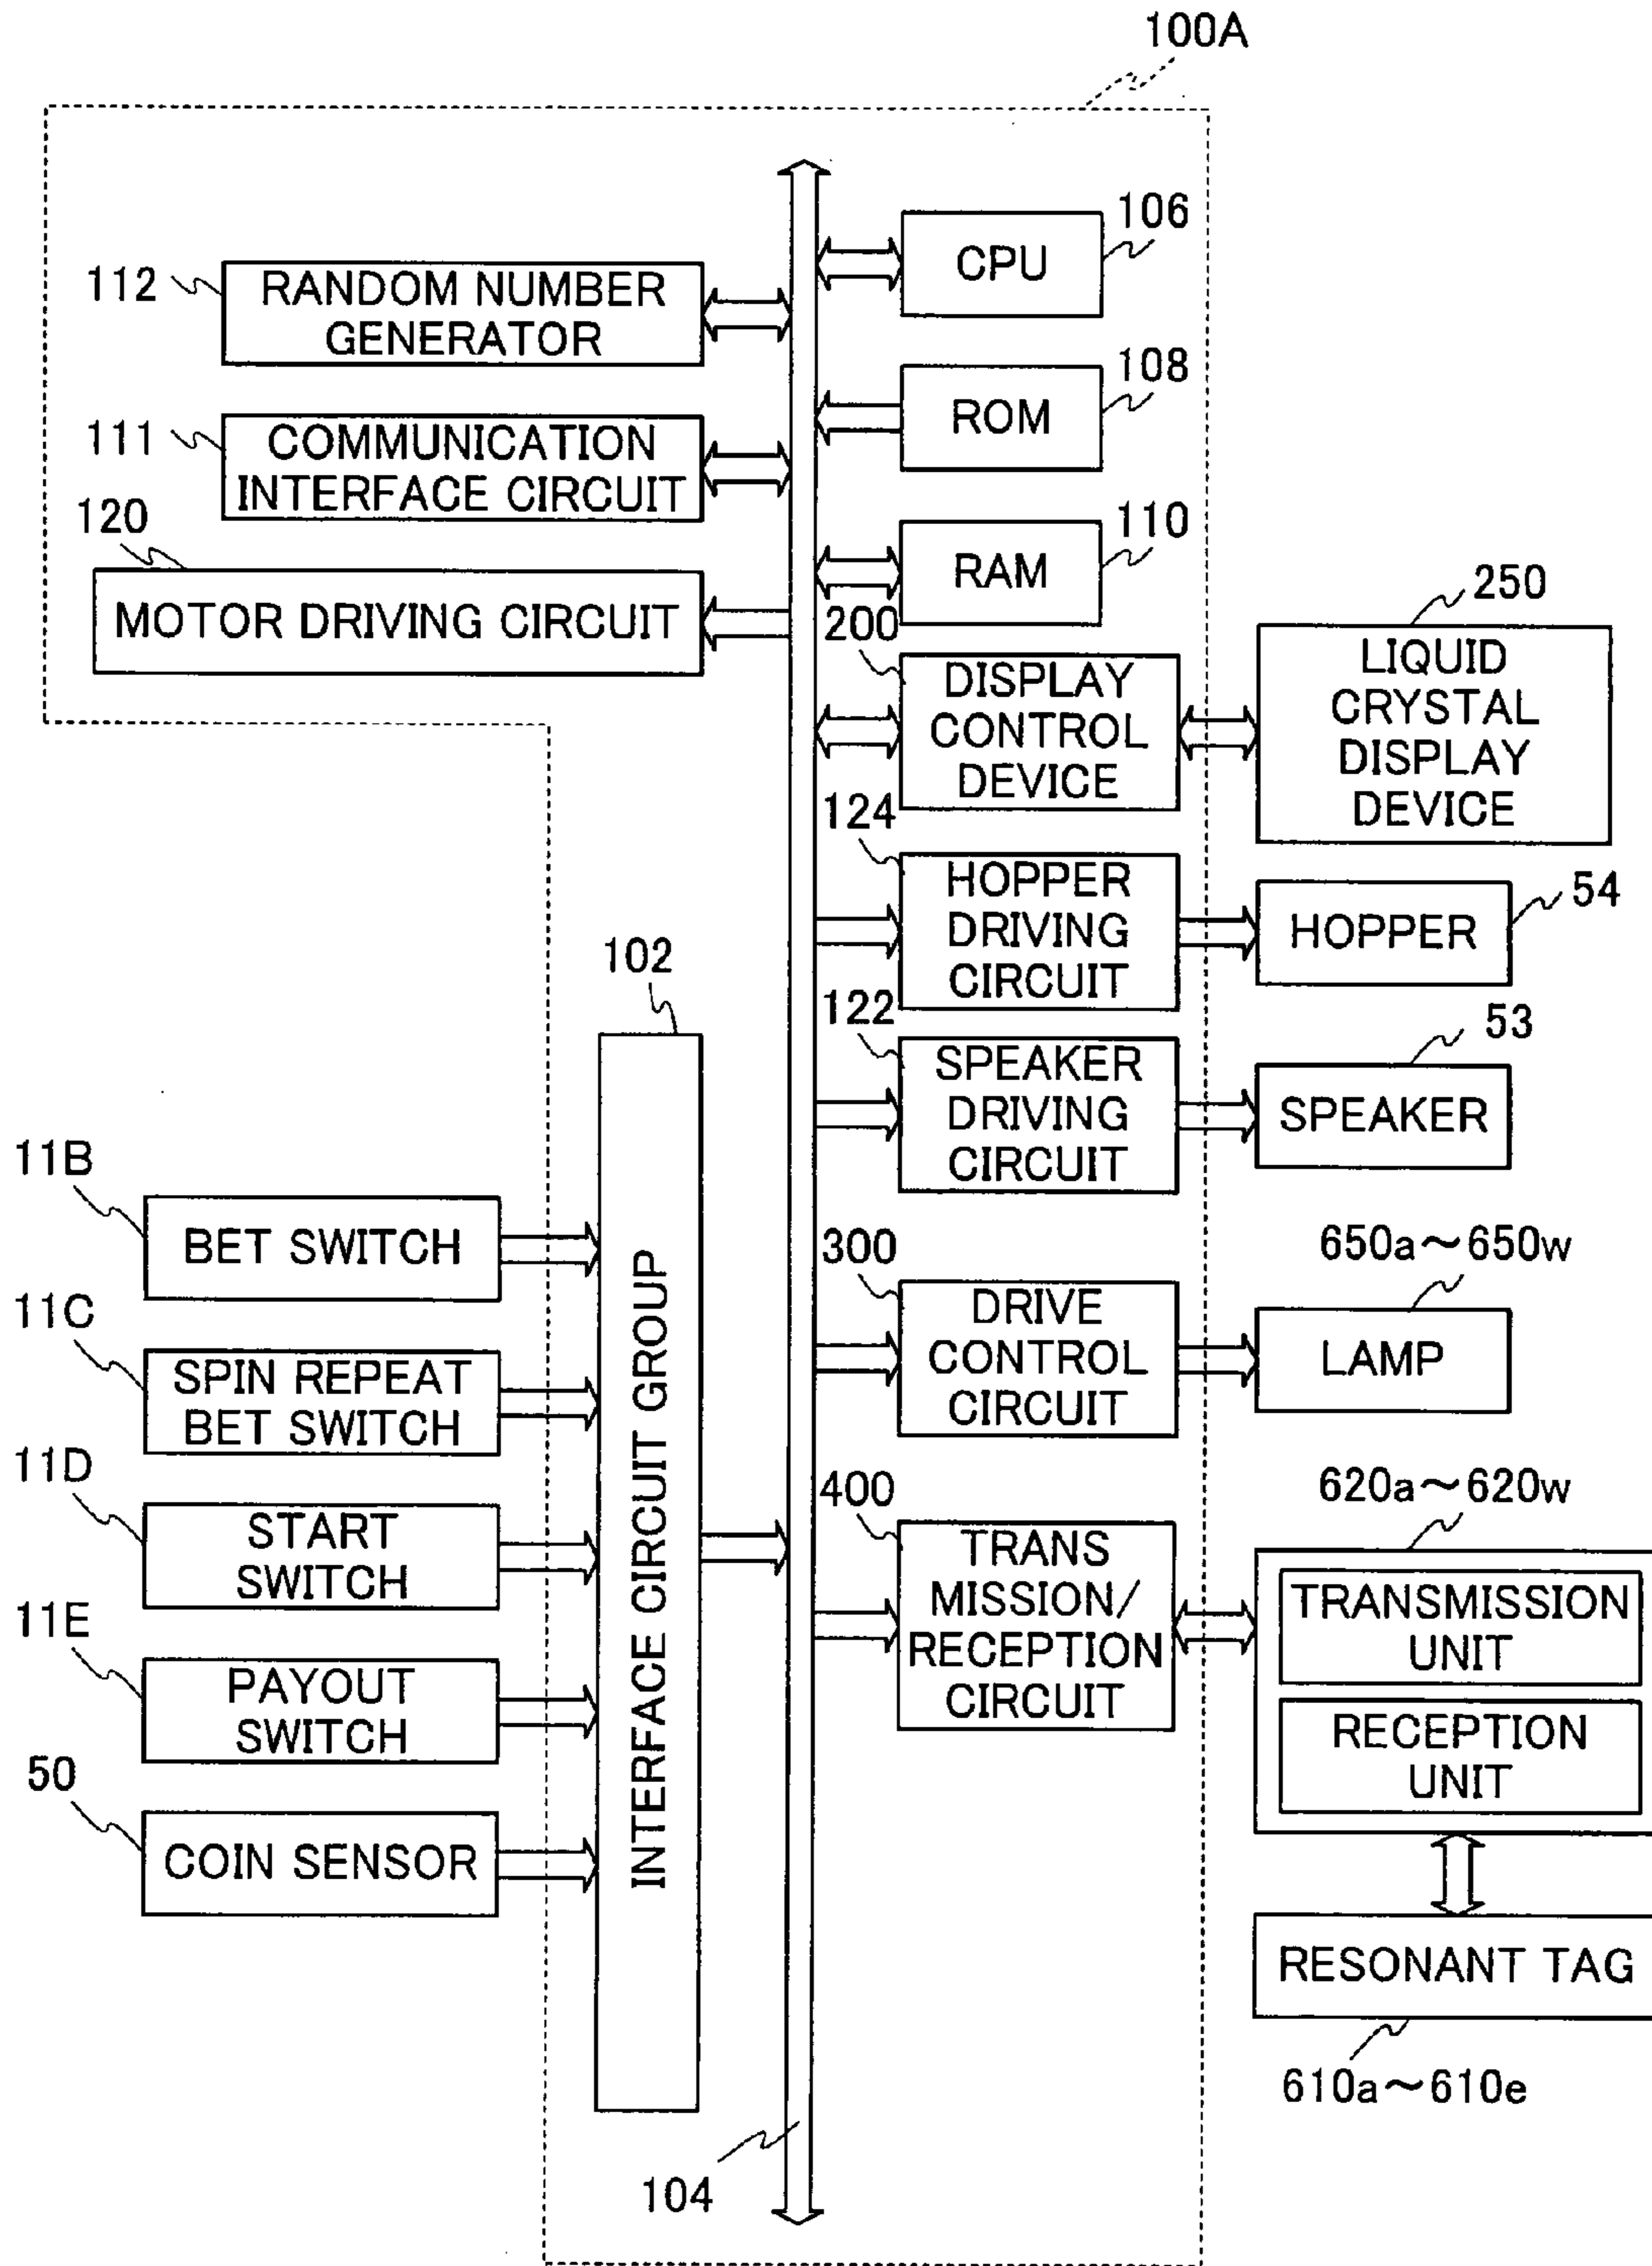 100A
106
CPU
112
RANDOM NUMBER
GENERATOR
108
ROM
111
COMMUNICATION
INTERFACE CIRCUIT
110
RAM
120
MOTOR DRIVING CIRCUIT
200
DISPLAY
CONTROL
DEVICE
250
LIQUID
CRYSTAL
DISPLAY
DEVICE
124
HOPPER
DRIVING
CIRCUIT
54
HOPPER
102
INTERFACE CIRCUIT GROUP
122
SPEAKER
DRIVING
CIRCUIT
53
SPEAKER
11B
BET SWITCH
300
DRIVE
CONTROL
CIRCUIT
650a〜650w
LAMP
11C
SPIN REPEAT
BET SWITCH
11D
START
SWITCH
400
TRANS
MISSION/
RECEPTION
CIRCUIT
620a〜620w
TRANSMISSION
UNIT
RECEPTION
UNIT
11E
PAYOUT
SWITCH
50
COIN SENSOR
RESONANT TAG
610a〜610e
104